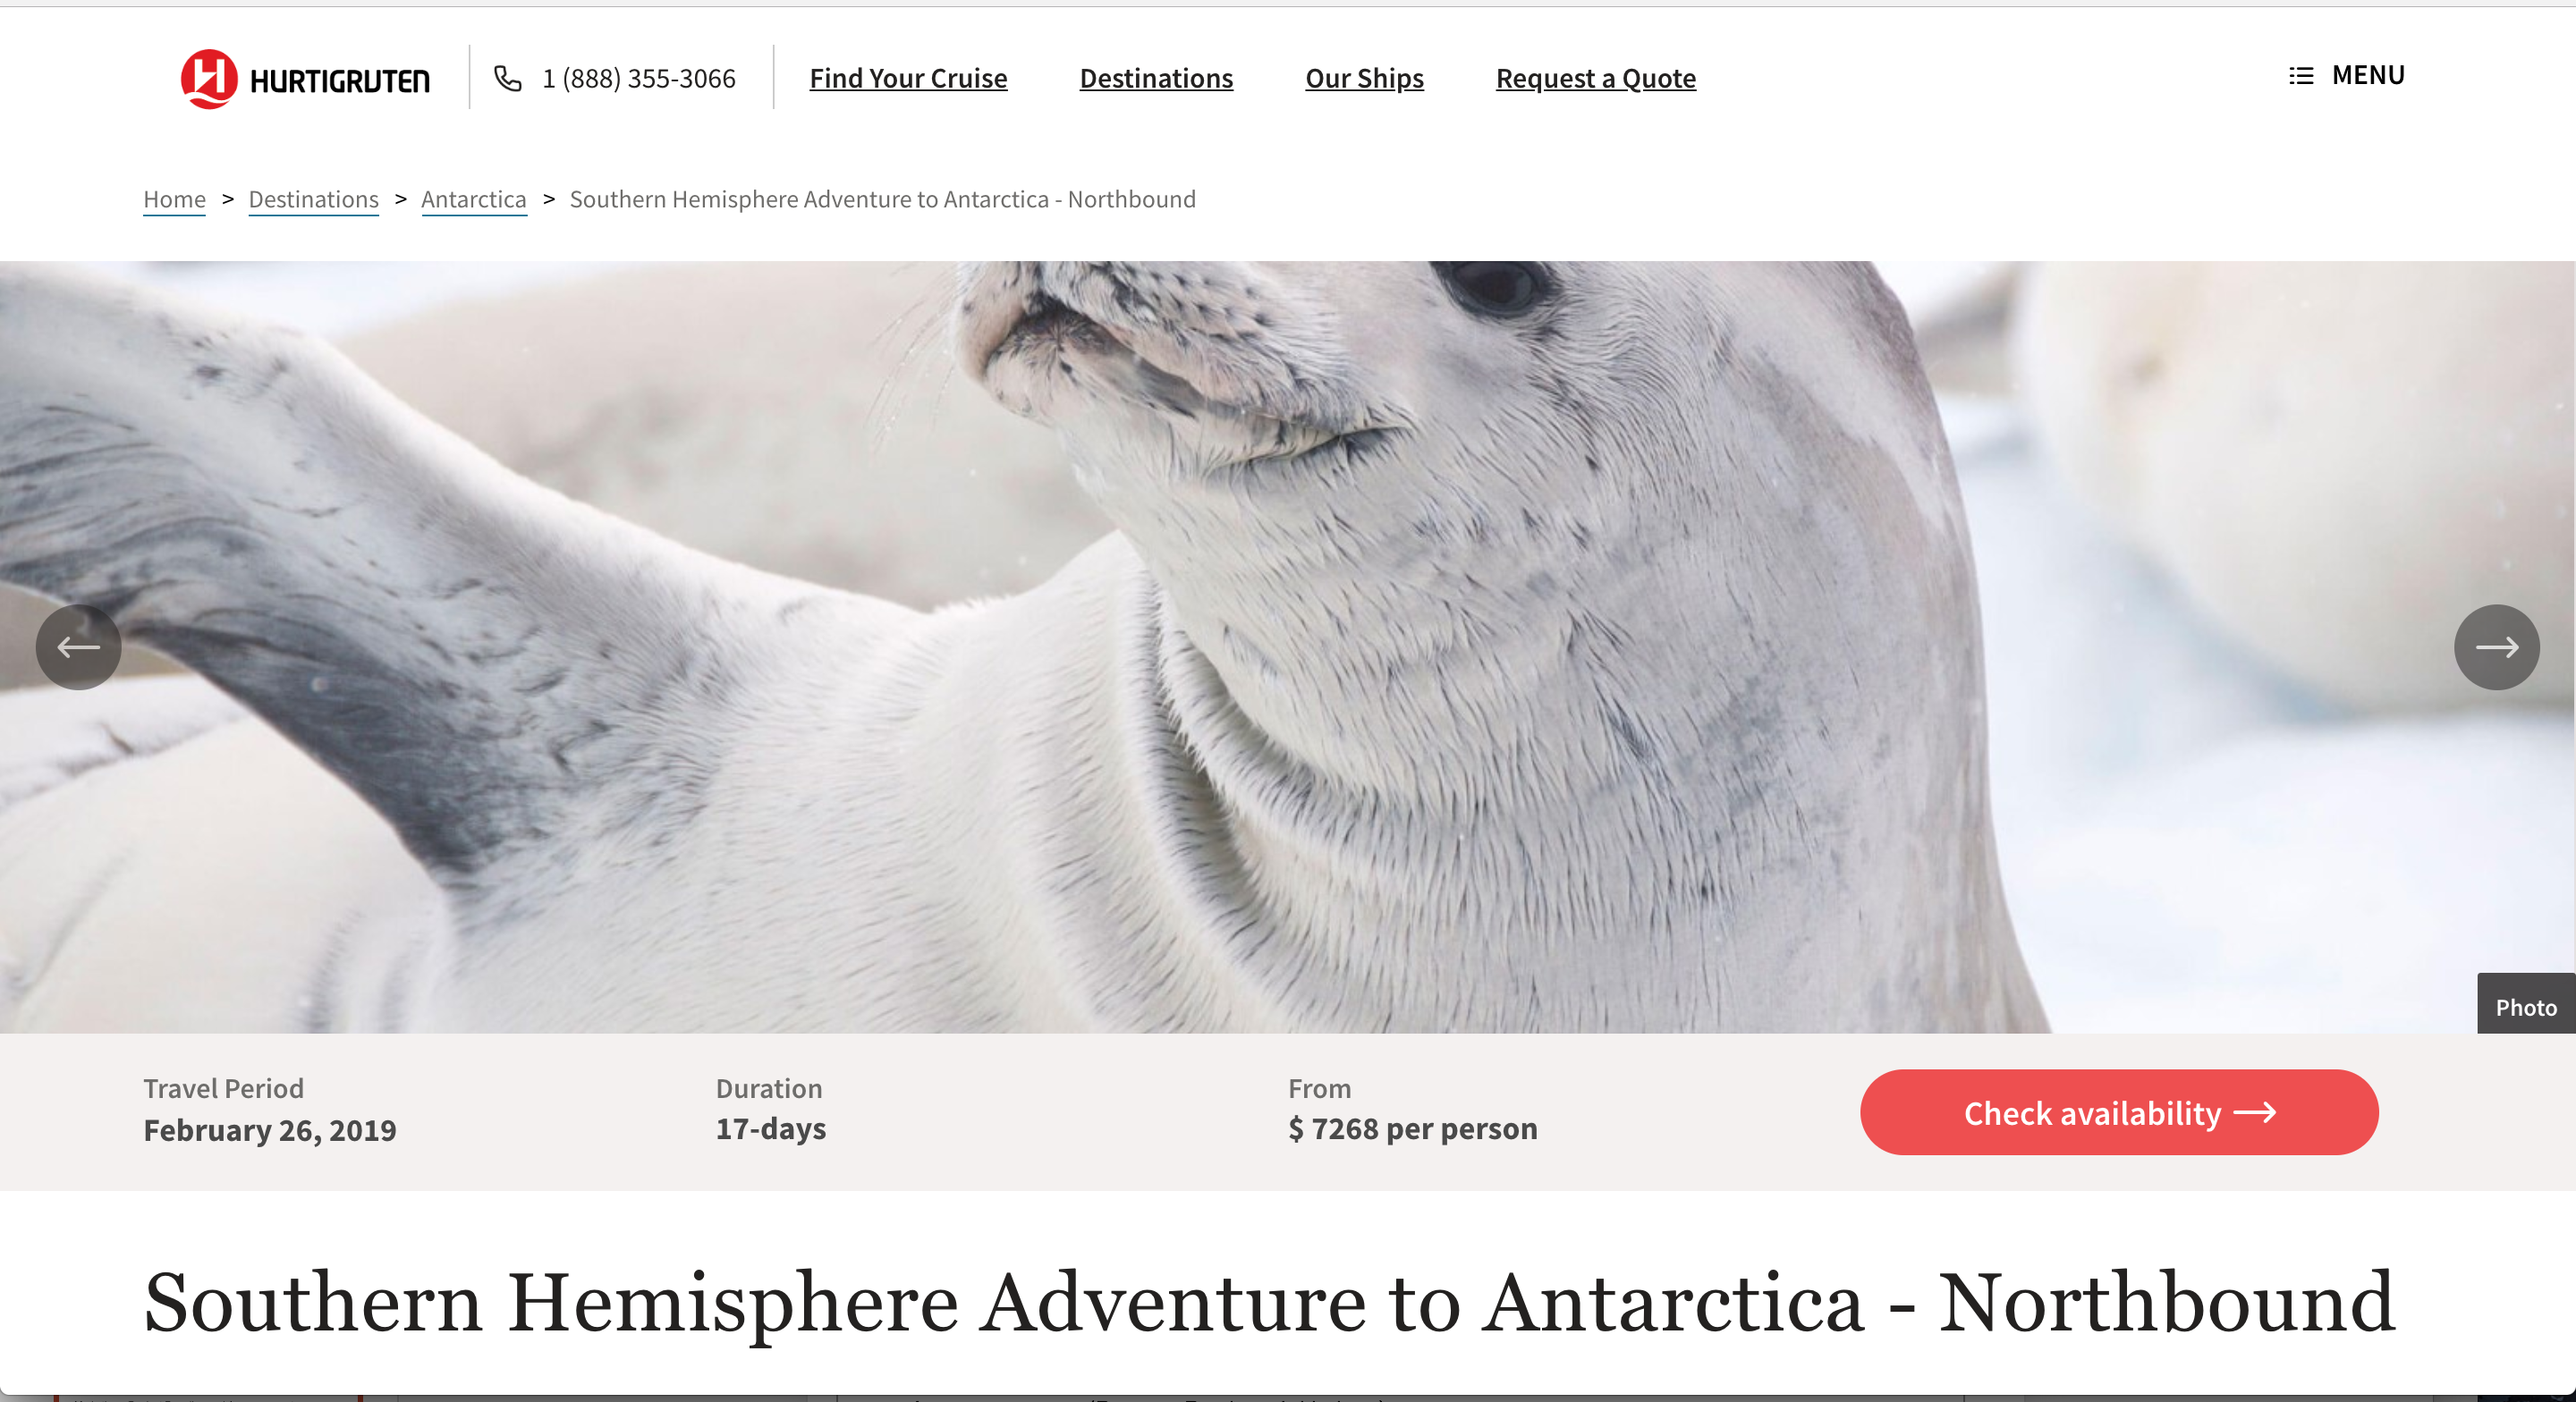 HURTIGRUTEN
1 (888) 355-3066
Find Your Cruise
Destinations
Our Ships
Request a Quote
MENU
Home > Destinations > Antarctica > Southern Hemisphere Adventure to Antarctica - Northbound
Photo
Travel Period
February 26, 2019
Duration
17-days
From
$ 7268 per person
Check availability
Southern Hemisphere Adventure to Antarctica - Northbound